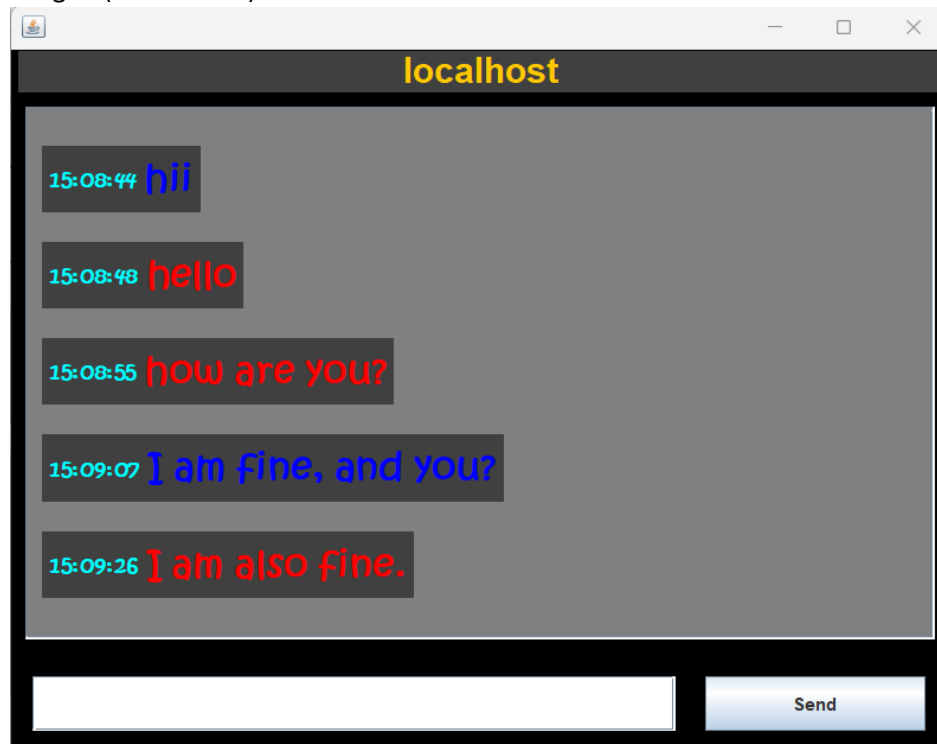 localhost
15:08:44 hii
15:08:48 hello
15:08:55 how are you?
15:09:07 I am fine, and you?
15:09:26 I am also fine.
Send